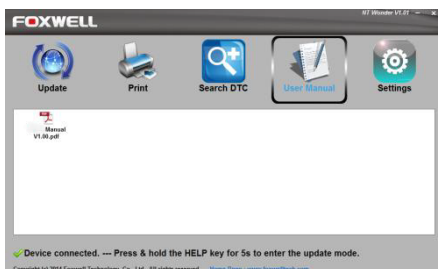 NT Wonder V1.01
FOXWELL
Update
Print
Search DTC
User Manual
Settings
Manual
V1.00.pdf
Device connected. --- Press & hold the HELP key for 5s to enter the update mode.